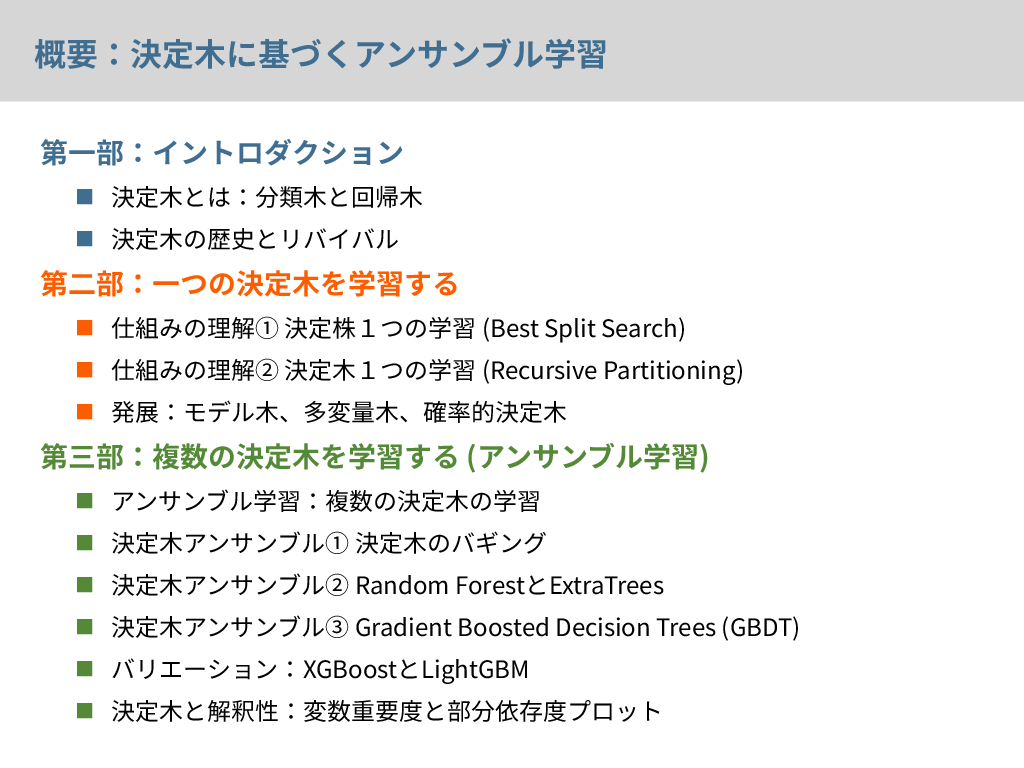 概要：決定木に基づくアンサンブル学習
第一部：イントロダクション
決定木とは：分類木と回帰木
決定木の歴史とリバイバル
第二部：一つの決定木を学習する
仕組みの理解① 決定株１つの学習 (Best Split Search)
仕組みの理解② 決定木１つの学習 (Recursive Partitioning)
発展：モデル木、多変量木、確率的決定木
第三部：複数の決定木を学習する (アンサンブル学習)
アンサンブル学習：複数の決定木の学習
決定木アンサンブル① 決定木のバギング
決定木アンサンブル② Random ForestとExtraTrees
決定木アンサンブル③ Gradient Boosted Decision Trees (GBDT)
バリエーション：XGBoostとLightGBM
決定木と解釈性：変数重要度と部分依存度プロット